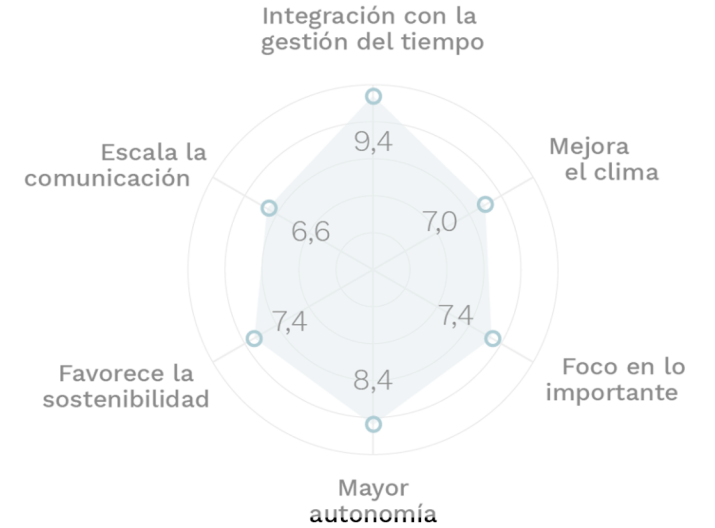 Integración con la
gestión del tiempo
9,4
Escala la
comunicación
Mejora
el clima
6,6
7,0
7,4
7,4
8,4
Favorece la
sostenibilidad
Foco en lo
importante
Mayor
autonomía